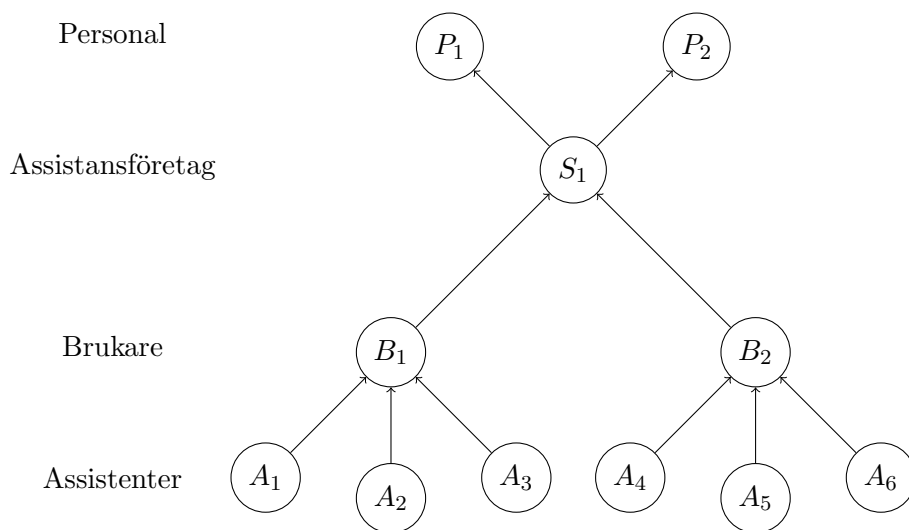 Personal P₁ P₂
Assistansföretag S₁
Brukare B₁ B₂
Assistenter A₁ A₂ A₃ A₄ A₅ A₆